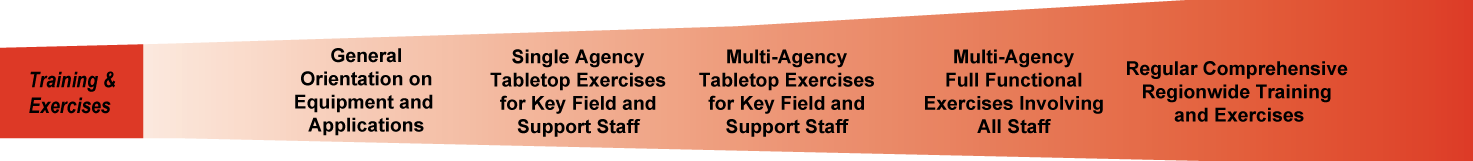 Training &
Exercises
General
Orientation on
Equipment and
Applications
Single Agency
Tabletop Exercises
for Key Field and
Support Staff
Multi-Agency
Tabletop Exercises
for Key Field and
Support Staff
Multi-Agency
Full Functional
Exercises Involving
All Staff
Regular Comprehensive
Regionwide Training
and Exercises